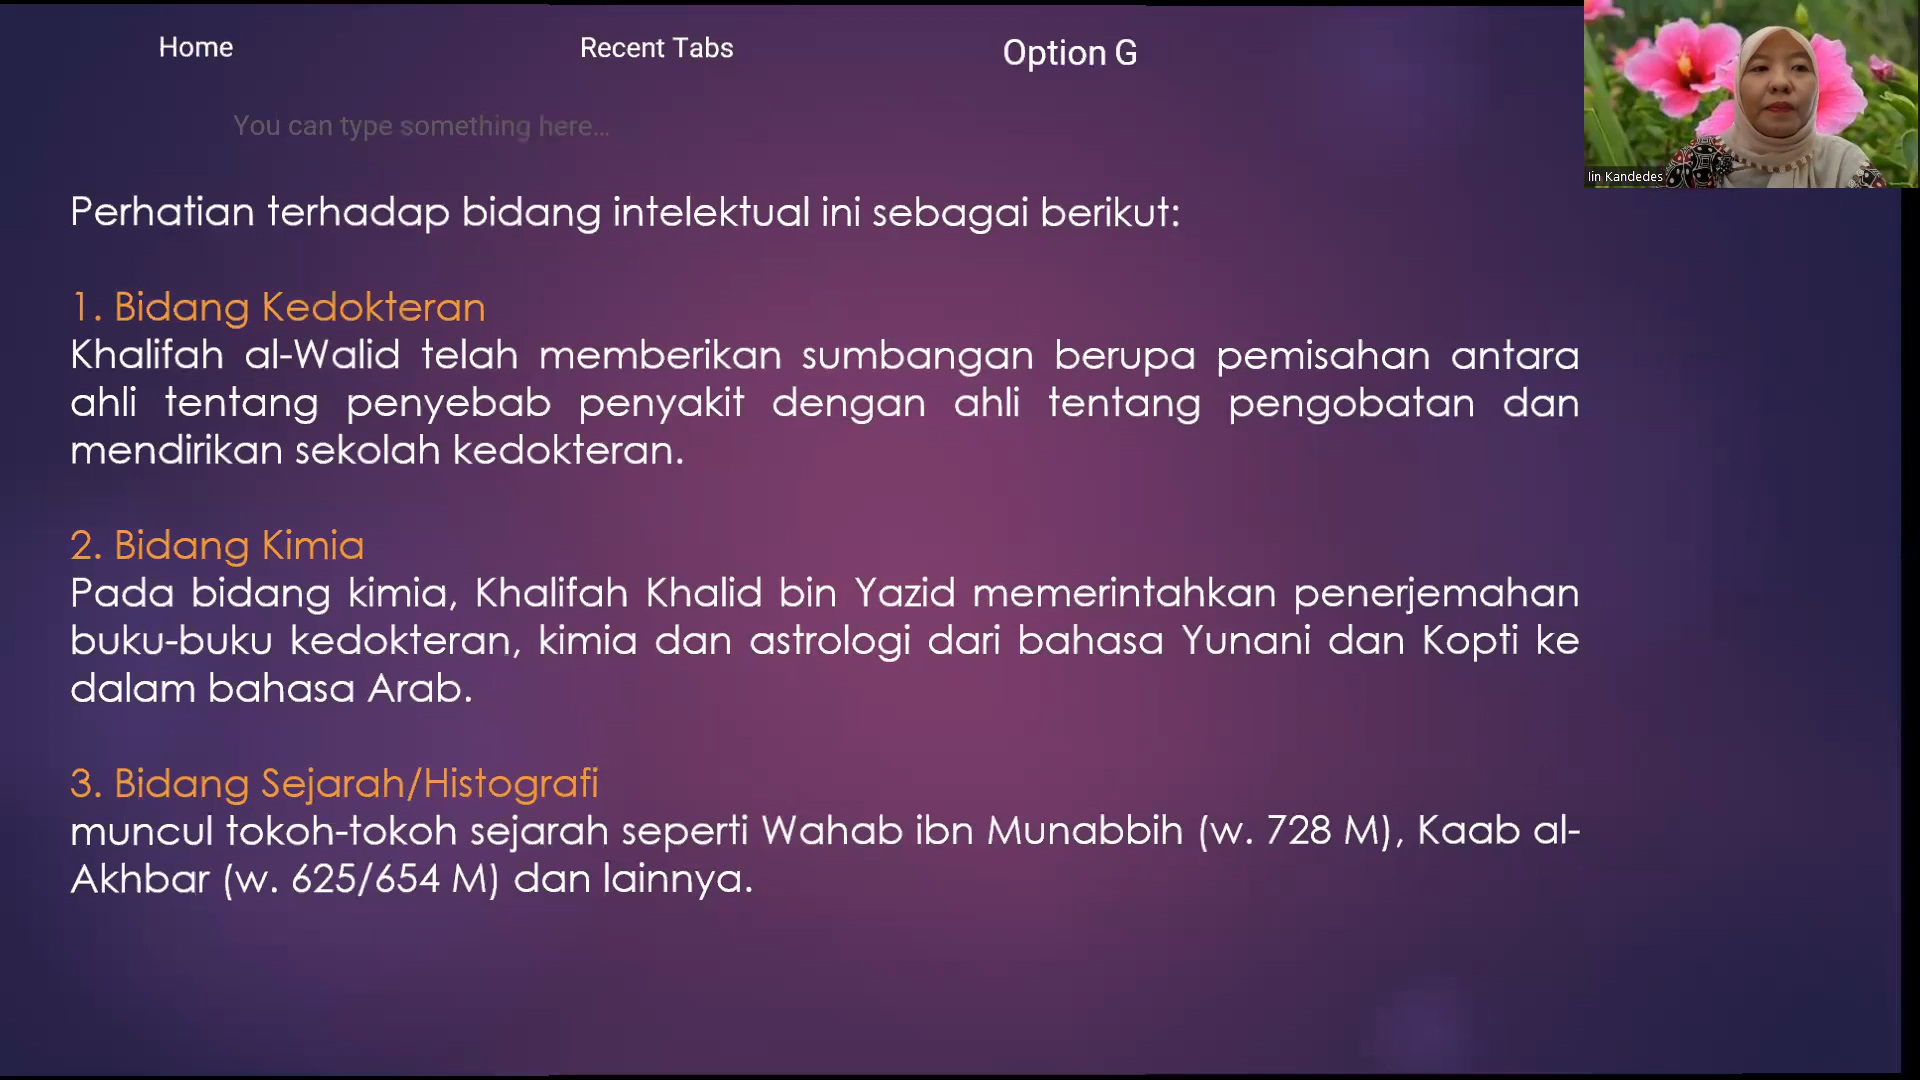 Home Recent Tabs Option G
You can type something here...
Iin Kandedes
Perhatian terhadap bidang intelektual ini sebagai berikut:
1. Bidang Kedokteran
Khalifah al-Walid telah memberikan sumbangan berupa pemisahan antara
ahli tentang penyebab penyakit dengan ahli tentang pengobatan dan
mendirikan sekolah kedokteran.
2. Bidang Kimia
Pada bidang kimia, Khalifah Khalid bin Yazid memerintahkan penerjemahan
buku-buku kedokteran, kimia dan astrologi dari bahasa Yunani dan Kopti ke
dalam bahasa Arab.
3. Bidang Sejarah/Histografi
muncul tokoh-tokoh sejarah seperti Wahab ibn Munabbih (w. 728 M), Kaab al-
Akhbar (w. 625/654 M) dan lainnya.